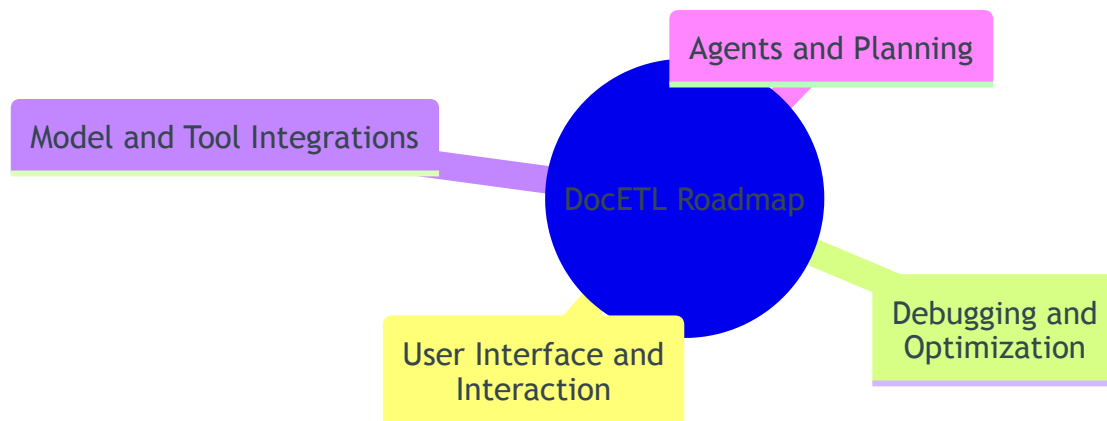 Agents and Planning
Model and Tool Integrations
DocETL Roadmap
Debugging and
Optimization
User Interface and
Interaction